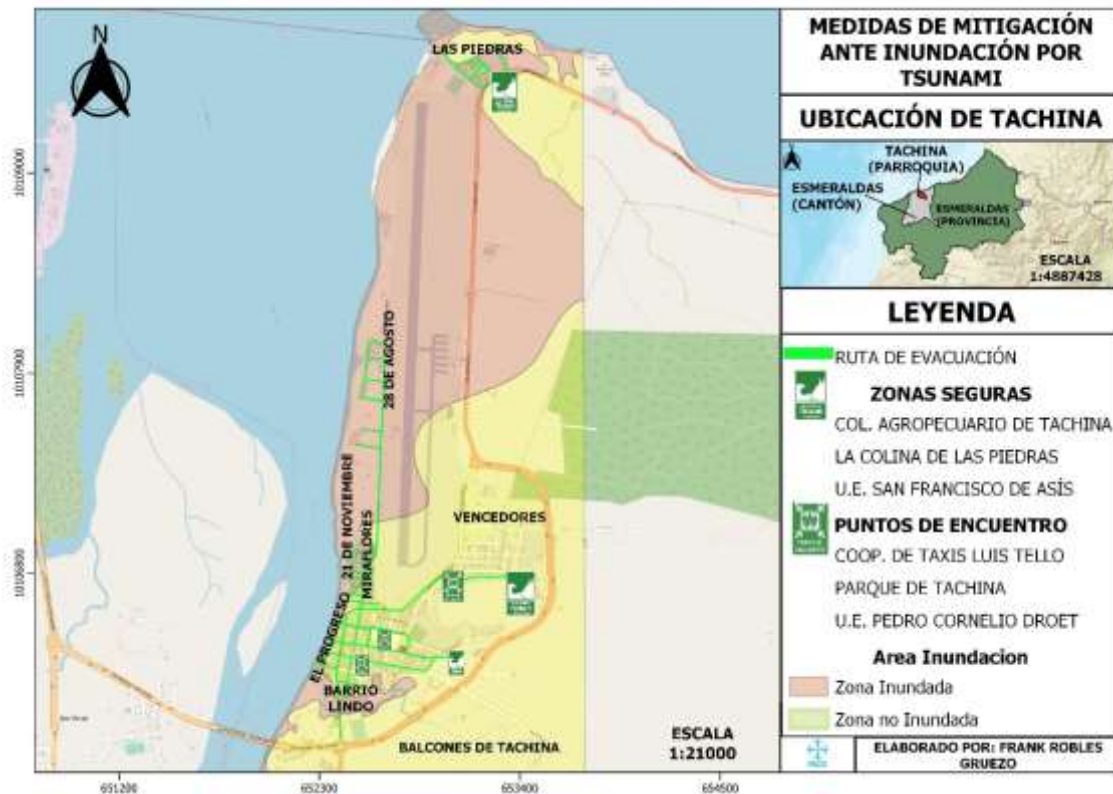 MEDIDAS DE MITIGACIÓN
ANTE INUNDACIÓN POR
TSUNAMI
UBICACIÓN DE TACHINA
TACHINA
(PARROQUIA)
ESMERALDAS
(CANTÓN)
ESMERALDAS
(PROVINCIA)
ESCALA
1:4887428
LEYENDA
RUTA DE EVACUACIÓN
ZONAS SEGURAS
COL. AGROPECUARIO DE TACHINA
LA COLINA DE LAS PIEDRAS
U.E. SAN FRANCISCO DE ASÍS
PUNTOS DE ENCUENTRO
COOP. DE TAXIS LUIS TELLO
PARQUE DE TACHINA
U.E. PEDRO CORNELIO DROET
Area Inundacion
Zona Inundada
Zona no Inundada
ELABORADO POR: FRANK ROBLES
GRUEZO
N
LAS PIEDRAS
28 DE AGOSTO
21 DE NOVIEMBRE
MIRAFLORES
VENCEDORES
EL PROGRESO
BARRIO
LINDO
BALCONES DE TACHINA
ESCALA
1:21000
10109000
10107900
10106800
651200
652300
653400
654500